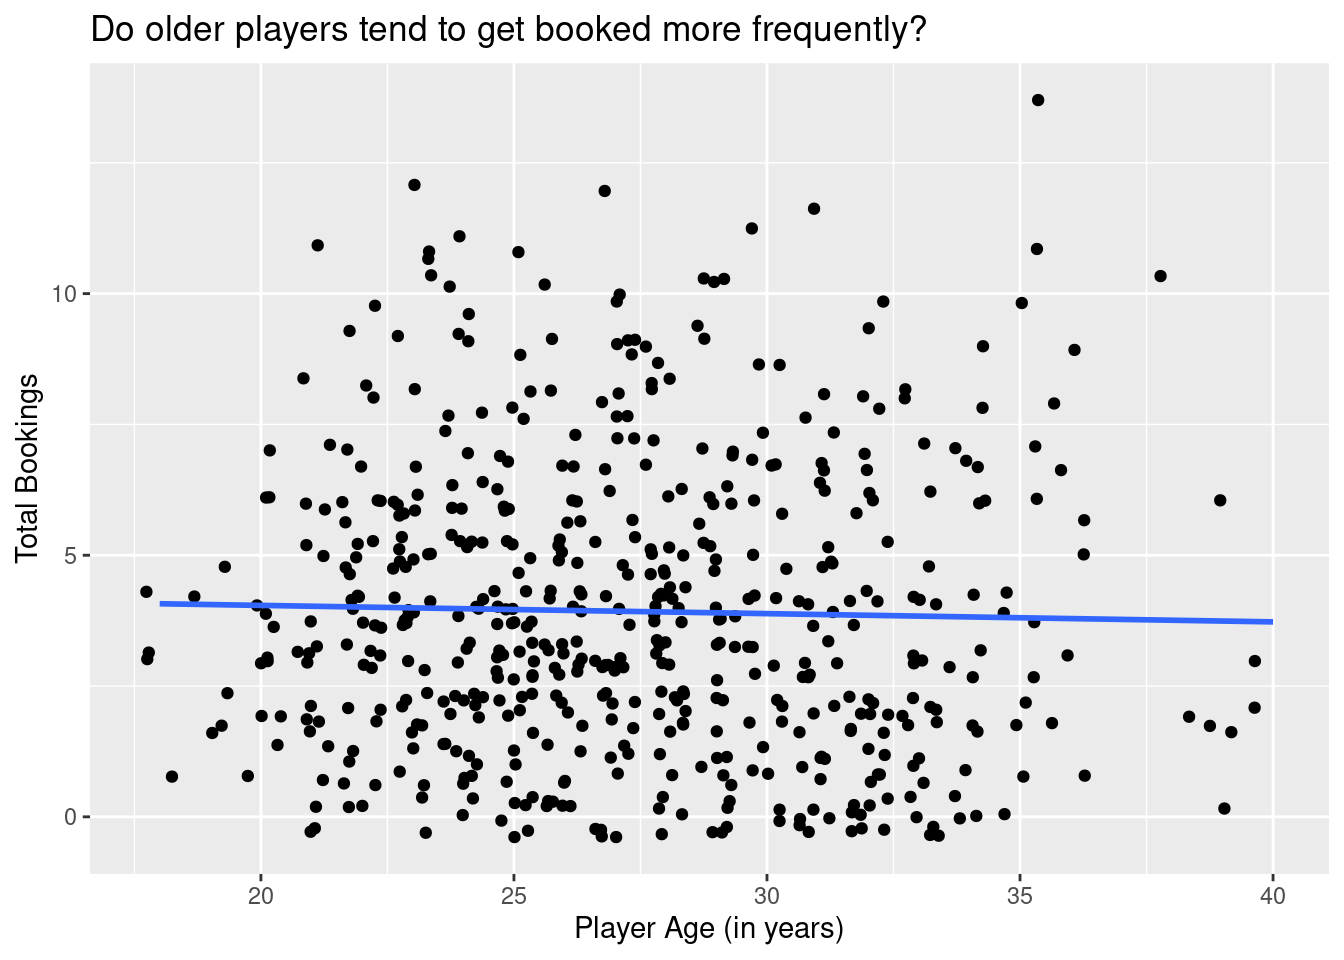 Do older players tend to get booked more frequently?
Total Bookings
10
5
0
20 25 30 35 40
Player Age (in years)